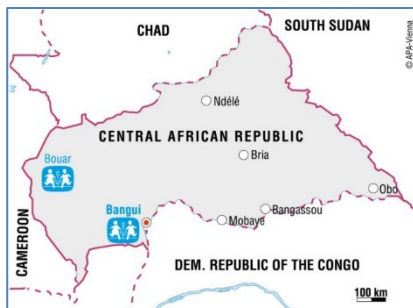 CHAD
SOUTH SUDAN
© APA-Vienna
Ndélé
CENTRAL AFRICAN REPUBLIC
Bria
Bouar
Obo
Bangui
Bangassou
Mobaye
CAMEROON
DEM. REPUBLIC OF THE CONGO
100 km